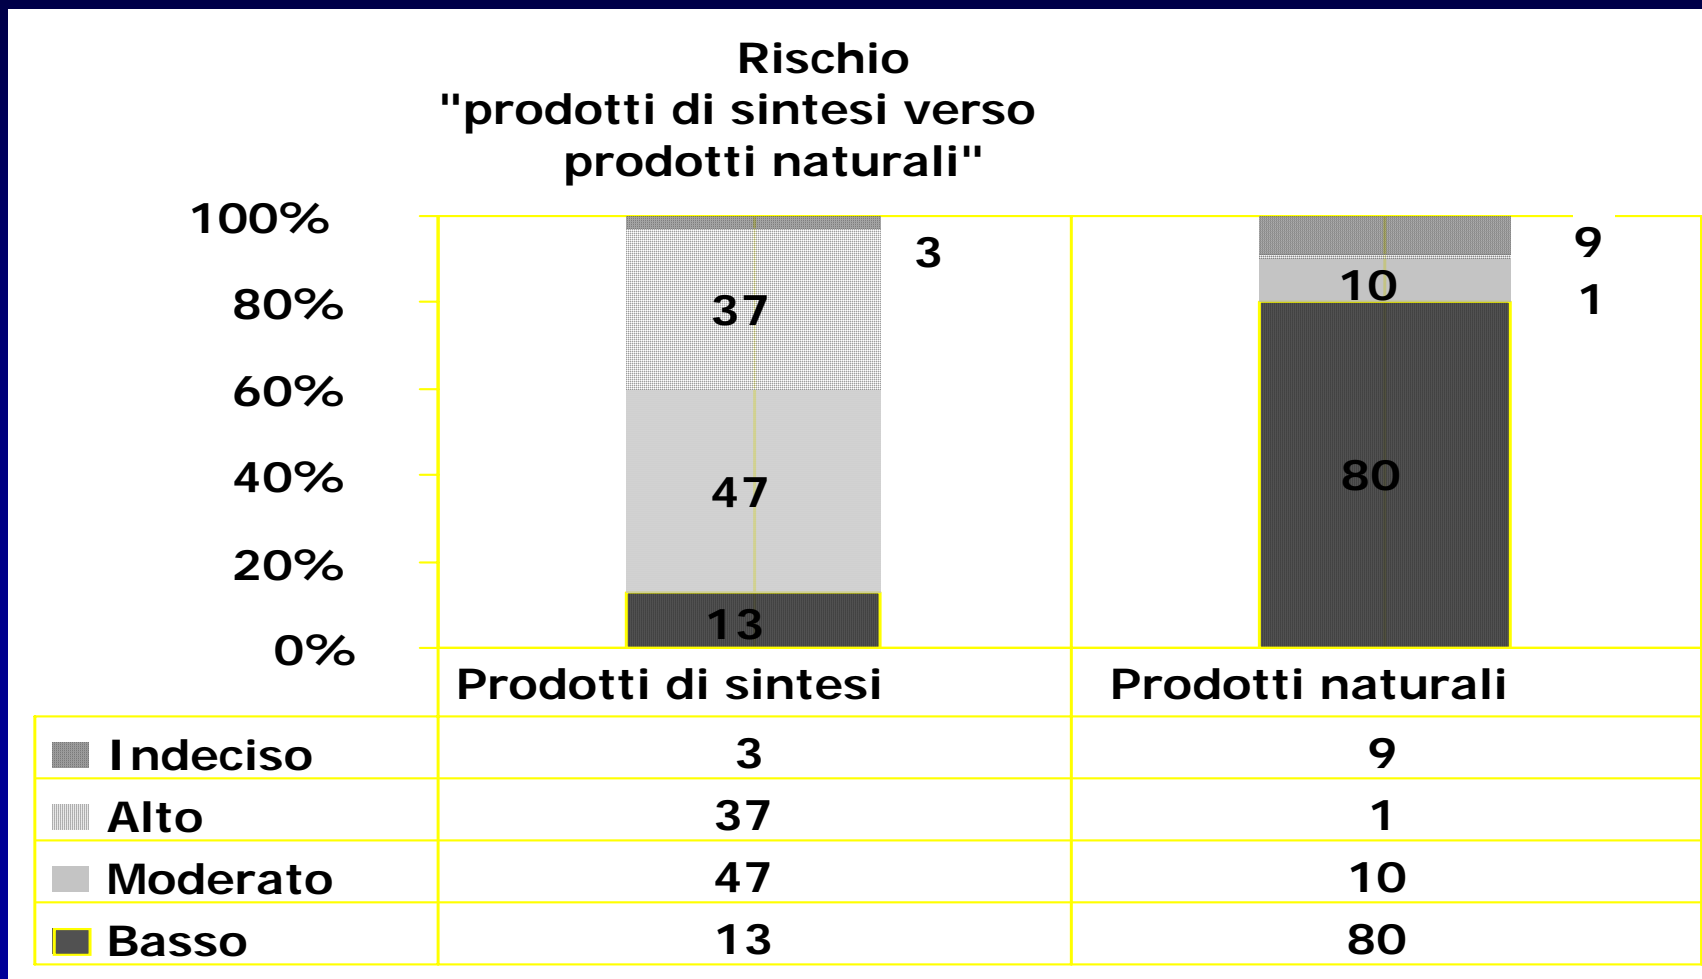 Rischio
"prodotti di sintesi verso
prodotti naturali"
100%
80%
60%
40%
20%
0%
3
37
47
13
9
10
1
80
Prodotti di sintesi Prodotti naturali
Indeciso 3 9
Alto 37 1
Moderato 47 10
Basso 13 80